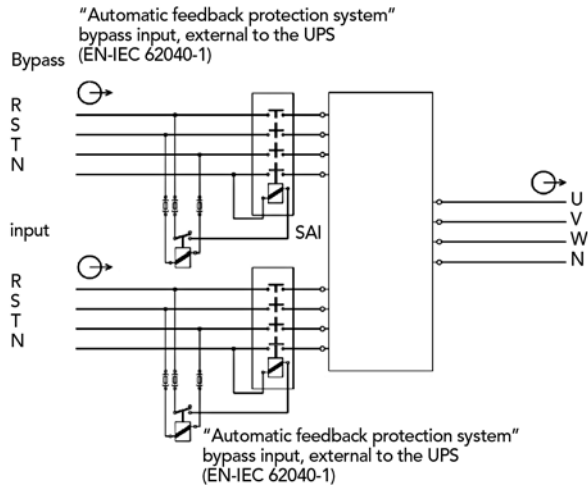 “Automatic feedback protection system”
bypass input, external to the UPS
(EN-IEC 62040-1)
Bypass
R
S
T
N
input
SAI
R
S
T
N
U
V
W
N
“Automatic feedback protection system”
bypass input, external to the UPS
(EN-IEC 62040-1)